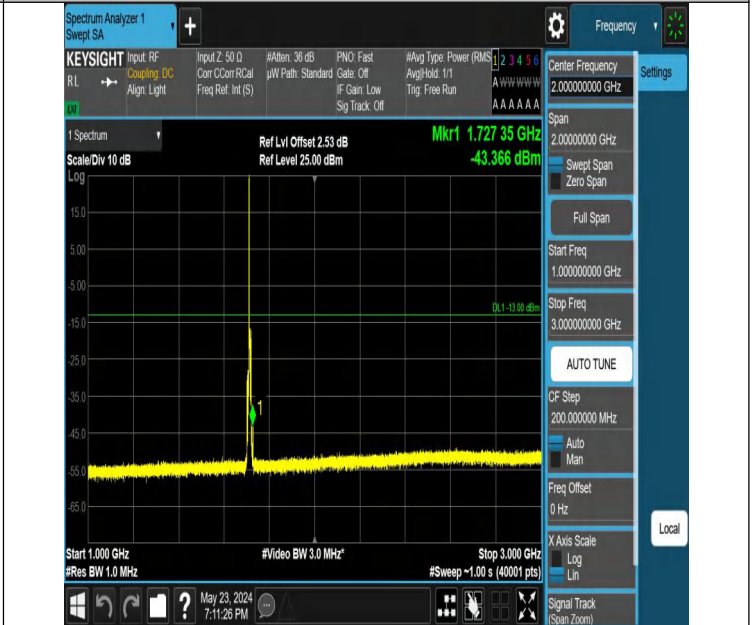 Spectrum Analyzer 1
Swept SA
+
Frequency
KEYSIGHT
RL
Input: RF
Coupling: DC
Align: Light
Input Z: 50 Ω
Corr CCorr RCal
Freq Ref: Int (S)
#Atten: 36 dB
µW Path: Standard
PNO: Fast
Gate: Off
IF Gain: Low
Sig Track: Off
#Avg Type: Power (RMS
Avg|Hold: 1/1
Trig: Free Run
1 2 3 4 5 6
A W W W W W
A A A A A A
1 Spectrum
Scale/Div 10 dB
Log
Ref Lvl Offset 2.53 dB
Ref Level 25.00 dBm
Mkr1 1.727 35 GHz
-43.366 dBm
15.0
5.00
-5.00
-15.0
-25.0
-35.0
-45.0
-55.0
-65.0
DL1 -13.00 dBm
1
Start 1.000 GHz
#Res BW 1.0 MHz
#Video BW 3.0 MHz*
Stop 3.000 GHz
#Sweep ~1.00 s (40001 pts)
Center Frequency
2.000000000 GHz
Settings
Span
2.00000000 GHz
Swept Span
Zero Span
Full Span
Start Freq
1.000000000 GHz
Stop Freq
3.000000000 GHz
AUTO TUNE
CF Step
200.000000 MHz
Auto
Man
Freq Offset
0 Hz
X Axis Scale
Log
Lin
Local
Signal Track
(Span Zoom)
?
May 23, 2024
7:11:26 PM